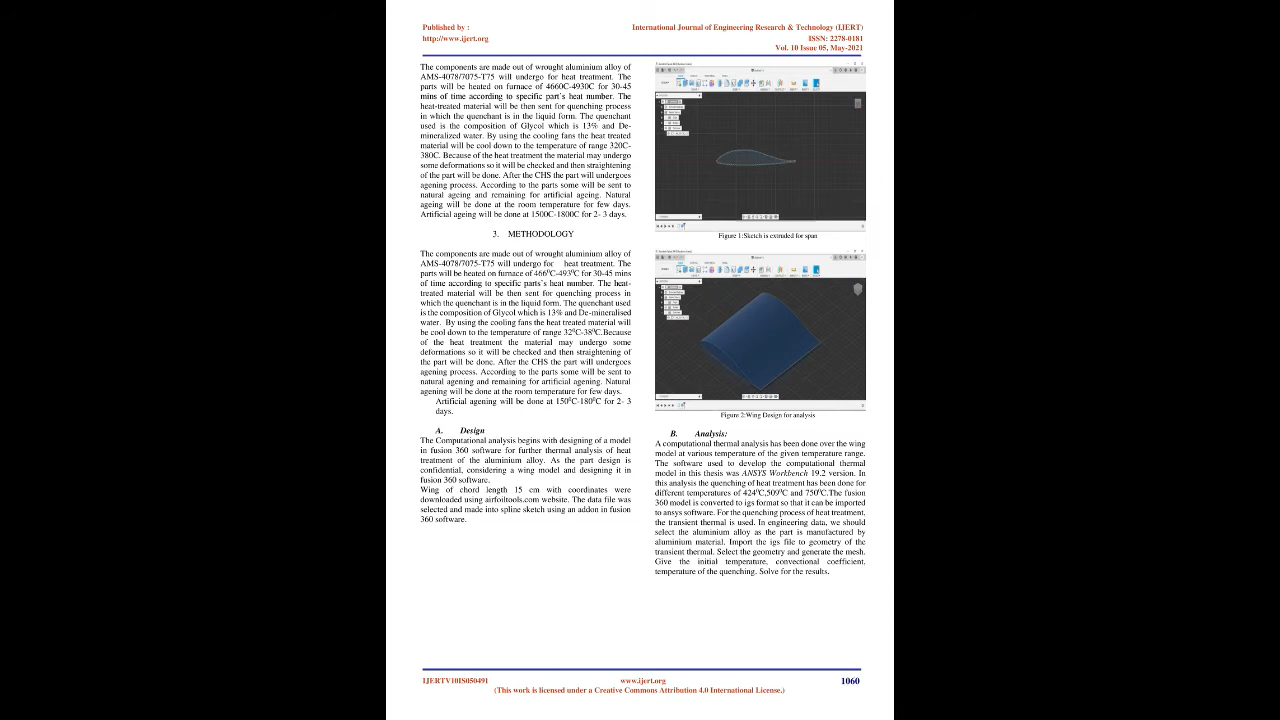 Published by :
http://www.ijert.org
International Journal of Engineering Research & Technology (IJERT)
ISSN: 2278-0181
Vol. 10 Issue 05, May-2021
The components are made out of wrought aluminium alloy of
AMS-4078/7075-T75 will undergo for heat treatment. The
parts will be heated on furnace of 4660C-4930C for 30-45
mins of time according to specific part's heat number. The
heat-treated material will be then sent for quenching process
in which the quenchant is in the liquid form. The quenchant
used is the composition of Glycol which is 13% and De-
mineralized water. By using the cooling fans the heat treated
material will be cool down to the temperature of range 320C-
380C. Because of the heat treatment the material may undergo
some deformations so it will be checked and then straightening
of the part will be done. After the CHS the part will undergoes
agening process. According to the parts some will be sent to
natural ageing and remaining for artificial ageing. Natural
ageing will be done at the room temperature for few days.
Artificial ageing will be done at 1500C-1800C for 2- 3 days.
3. METHODOLOGY
The components are made out of wrought aluminium alloy of
AMS-4078/7075-T75 will undergo for heat treatment. The
parts will be heated on furnace of 466⁰C-493⁰C for 30-45 mins
of time according to specific parts's heat number. The heat-
treated material will be then sent for quenching process in
which the quenchant is in the liquid form. The quenchant used
is the composition of Glycol which is 13% and De-mineralised
water. By using the cooling fans the heat treated material will
be cool down to the temperature of range 32⁰C-38⁰C.Because
of the heat treatment the material may undergo some
deformations so it will be checked and then straightening of
the part will be done. After the CHS the part will undergoes
agening process. According to the parts some will be sent to
natural agening and remaining for artificial agening. Natural
agening will be done at the room temperature for few days.
Artificial agening will be done at 150⁰C-180⁰C for 2- 3
days.
A. Design
The Computational analysis begins with designing of a model
in fusion 360 software for further thermal analysis of heat
treatment of the aluminium alloy. As the part design is
confidential, considering a wing model and designing it in
fusion 360 software.
Wing of chord length 15 cm with coordinates were
downloaded using airfoiltools.com website. The data file was
selected and made into spline sketch using an addon in fusion
360 software.
Figure 1:Sketch is extruded for span
Figure 2:Wing Design for analysis
B. Analysis:
A computational thermal analysis has been done over the wing
model at various temperature of the given temperature range.
The software used to develop the computational thermal
model in this thesis was ANSYS Workbench 19.2 version. In
this analysis the quenching of heat treatment has been done for
different temperatures of 424⁰C,509⁰C and 750⁰C.The fusion
360 model is converted to igs format so that it can be imported
to ansys software. For the quenching process of heat treatment,
the transient thermal is used. In engineering data, we should
select the aluminium alloy as the part is manufactured by
aluminium material. Import the igs file to geometry of the
transient thermal. Select the geometry and generate the mesh.
Give the initial temperature, convectional coefficient,
temperature of the quenching. Solve for the results.
IJERTV10IS050491
www.ijert.org
1060
(This work is licensed under a Creative Commons Attribution 4.0 International License.)